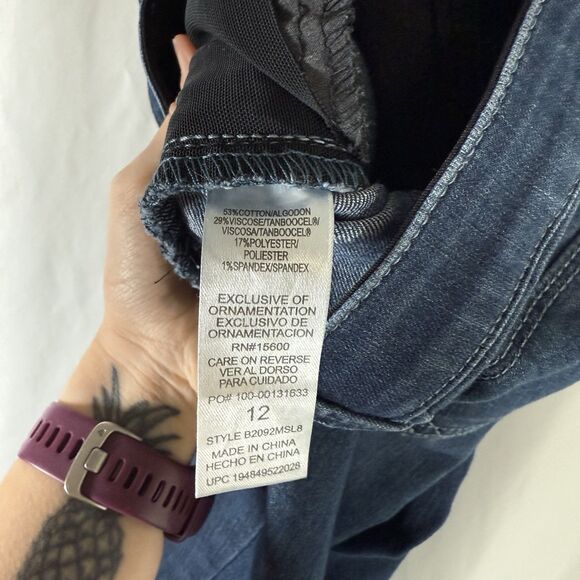 53%COTTON/ALGODON
29%VISCOSE/TANBOOCEL®/
VISCOSA/TANBOOCEL®
17%POLYESTER/
POLIESTER
1%SPANDEX/SPANDEX
EXCLUSIVE OF
ORNAMENTATION
EXCLUSIVO DE
ORNAMENTACION
RN#15600
CARE ON REVERSE
VER AL DORSO
PARA CUIDADO
PO# 100-00131633
12
STYLE B2092MSL8
MADE IN CHINA
HECHO EN CHINA
UPC 194849522028